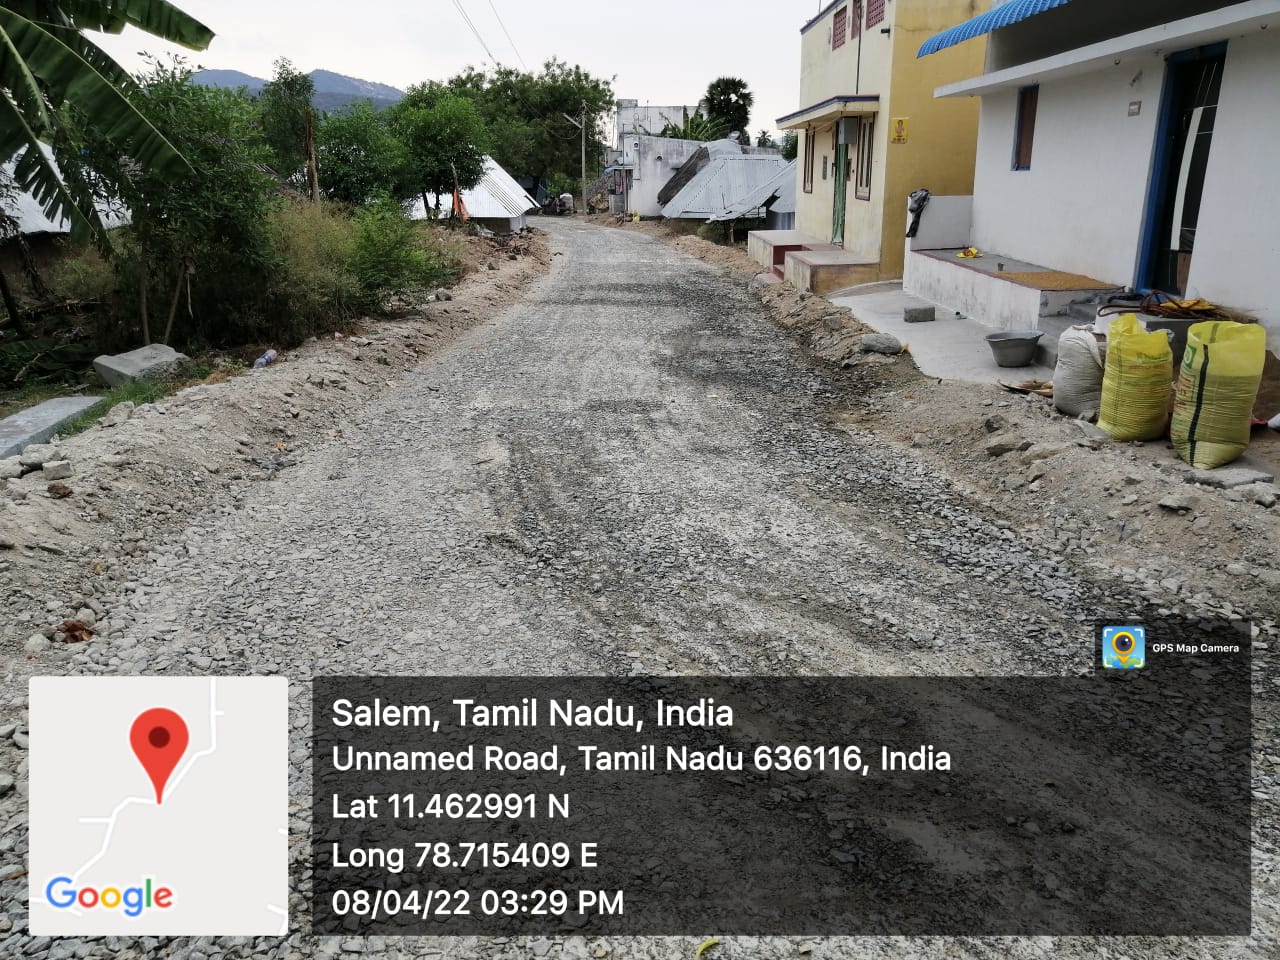 GPS Map Camera
Salem, Tamil Nadu, India
Unnamed Road, Tamil Nadu 636116, India
Lat 11.462991 N
Long 78.715409 E
08/04/22 03:29 PM
Google